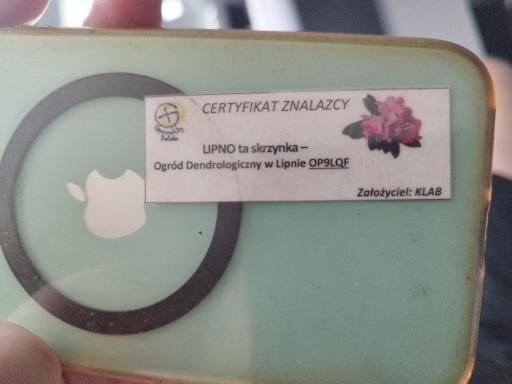 CERTYFIKAT ZNALAZCY
LIPNO ta skrzynka –
Ogród Dendrologiczny w Lipnie OP9LQF
Założyciel: KLAB